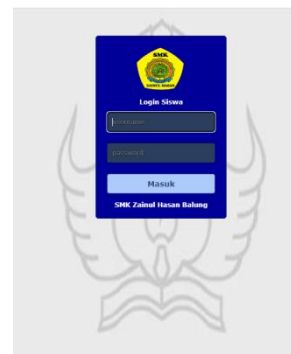 SMK
Login Siswa
username
password
Masuk
SMK Zainul Hasan Balung